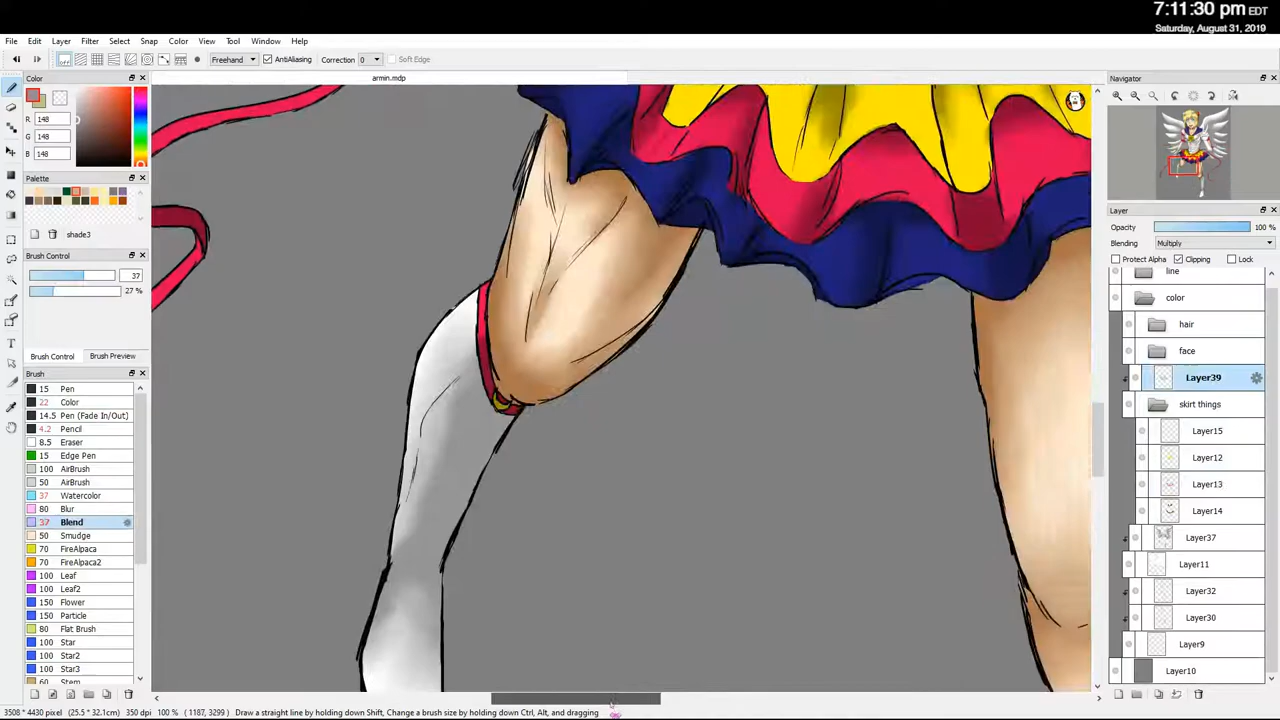 7:11:30 pm EDT
Saturday, August 31, 2019
File Edit Layer Filter Select Snap Color View Tool Window Help
Freehand AntiAliasing Correction 0 Soft Edge
Color
armin.mdp
Navigator
R 148
G 148
B 148
Palette
shade3
Brush Control
37
27 %
Brush Control Brush Preview
Brush
15 Pen
22 Color
14.5 Pen (Fade In/Out)
4.2 Pencil
8.5 Eraser
15 Edge Pen
100 AirBrush
50 AirBrush
37 Watercolor
80 Blur
37 Blend
50 Smudge
70 FireAlpaca
70 FireAlpaca2
100 Leaf
100 Leaf2
150 Flower
150 Particle
80 Flat Brush
100 Star
100 Star2
100 Star3
60 Stem
Layer
Opacity 100 %
Blending Multiply
Protect Alpha Clipping Lock
line
color
hair
face
Layer39
skirt things
Layer15
Layer12
Layer13
Layer14
Layer37
Layer11
Layer32
Layer30
Layer9
Layer10
3508 * 4430 pixel (25.5 * 32.1cm) 350 dpi 100 % ( 1187, 3299) Draw a straight line by holding down Shift, Change a brush size by holding down Ctrl, Alt, and dragging